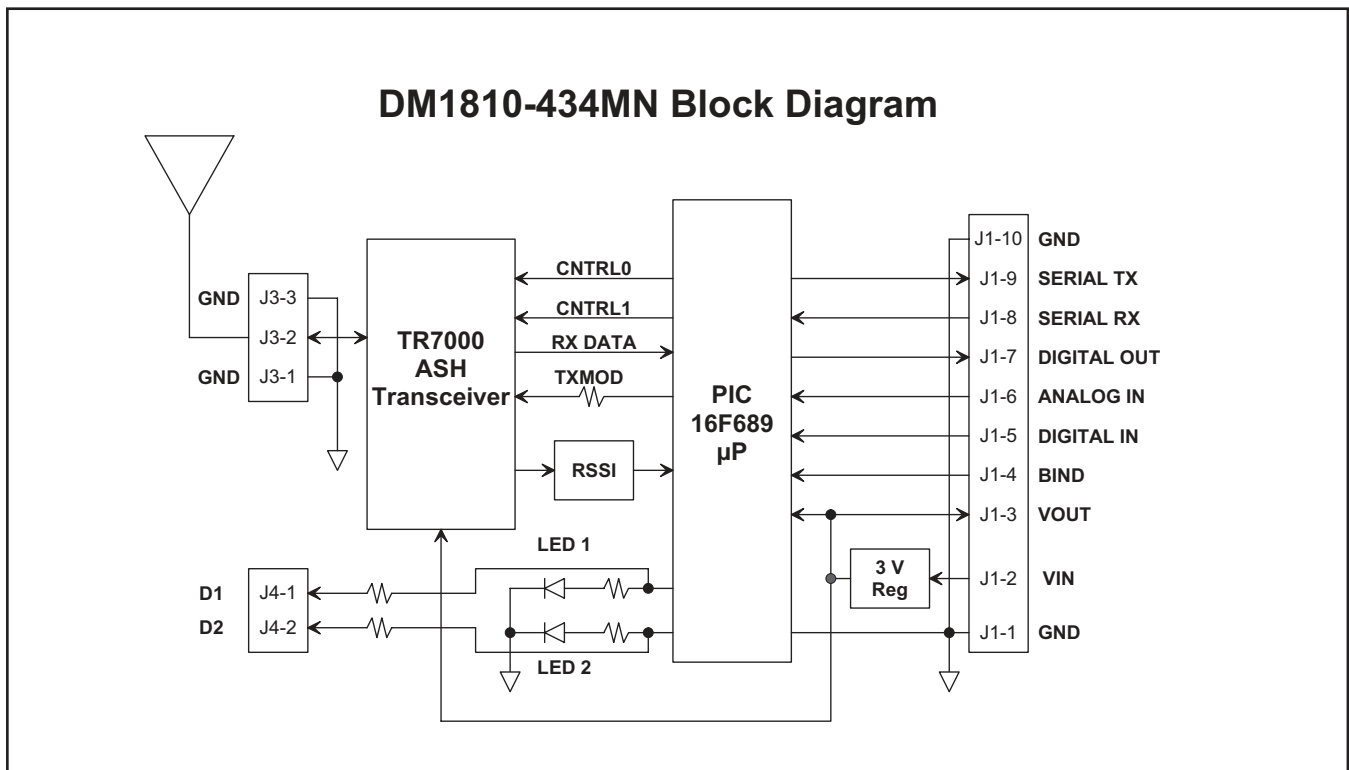 DM1810-434MN Block Diagram
GND
J3-3
J3-2
GND
J3-1
TR7000
ASH
Transceiver
CNTRL0
CNTRL1
RX DATA
TXMOD
RSSI
PIC
16F689
µP
J1-10 GND
J1-9 SERIAL TX
J1-8 SERIAL RX
J1-7 DIGITAL OUT
J1-6 ANALOG IN
J1-5 DIGITAL IN
J1-4 BIND
J1-3 VOUT
3 V
Reg
J1-2 VIN
J1-1 GND
LED 1
D1 J4-1
D2 J4-2
LED 2